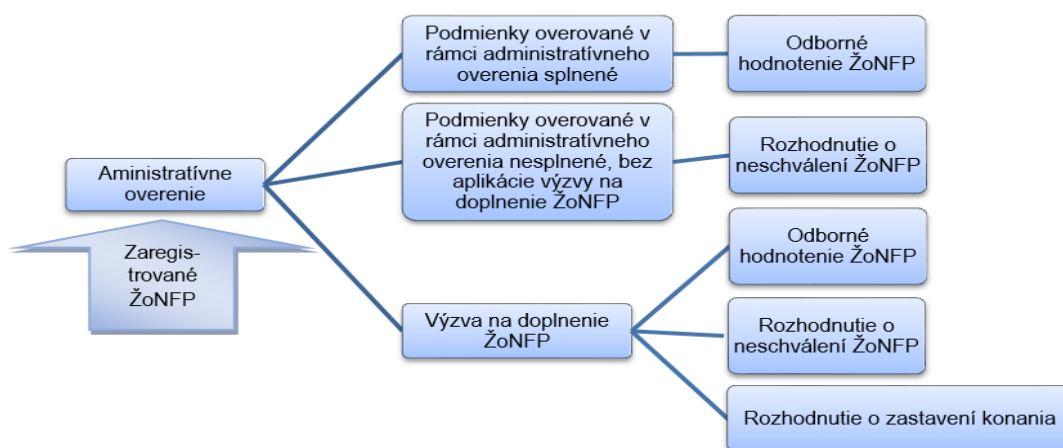 Podmienky overované v
rámci administratívneho
overenia splnené
Odborné
hodnotenie ŽoNFP
Podmienky overované v
rámci administratívneho
overenia nesplnené, bez
aplikácie výzvy na
doplnenie ŽoNFP
Rozhodnutie o
neschválení ŽoNFP
Aministratívne
overenie
Zaregis-
trované
ŽoNFP
Výzva na doplnenie
ŽoNFP
Odborné
hodnotenie ŽoNFP
Rozhodnutie o
neschválení ŽoNFP
Rozhodnutie o zastavení konania